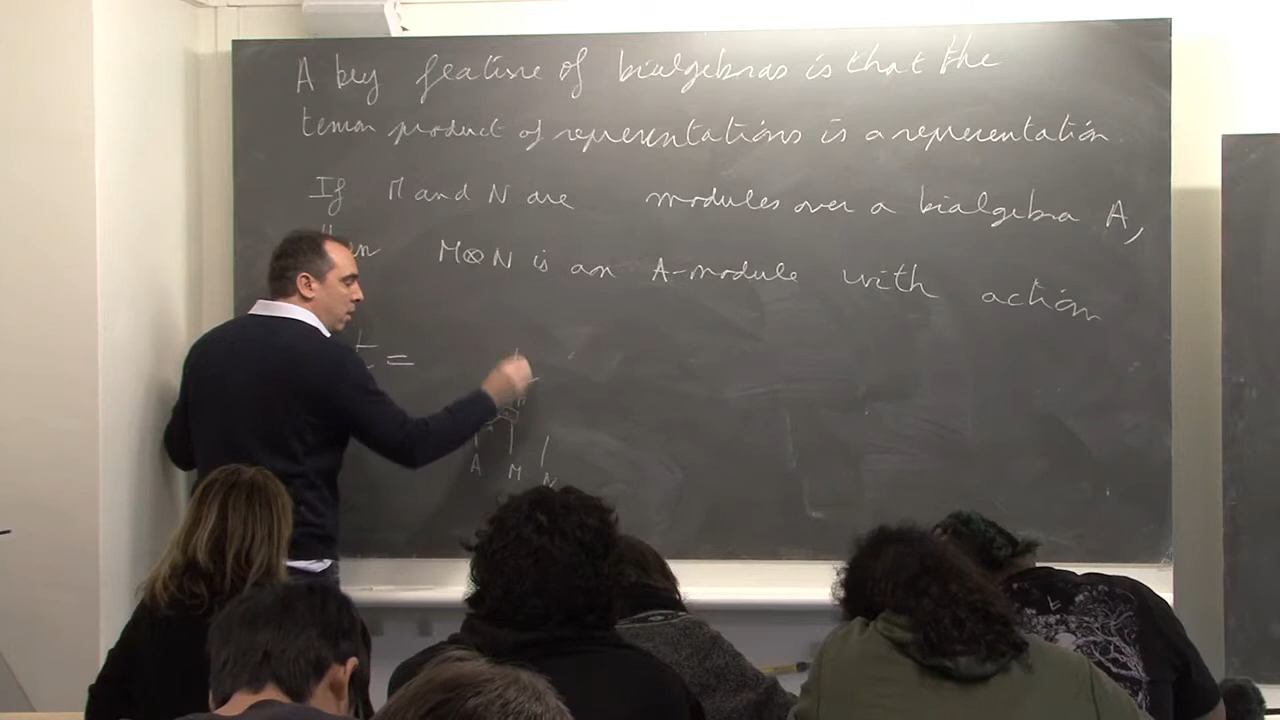 A key feature of bialgebras is that the
tensor product of representations is a representation
If M and N are modules over a bialgebra A,
then M⊗N is an A-module with action
=
A M N